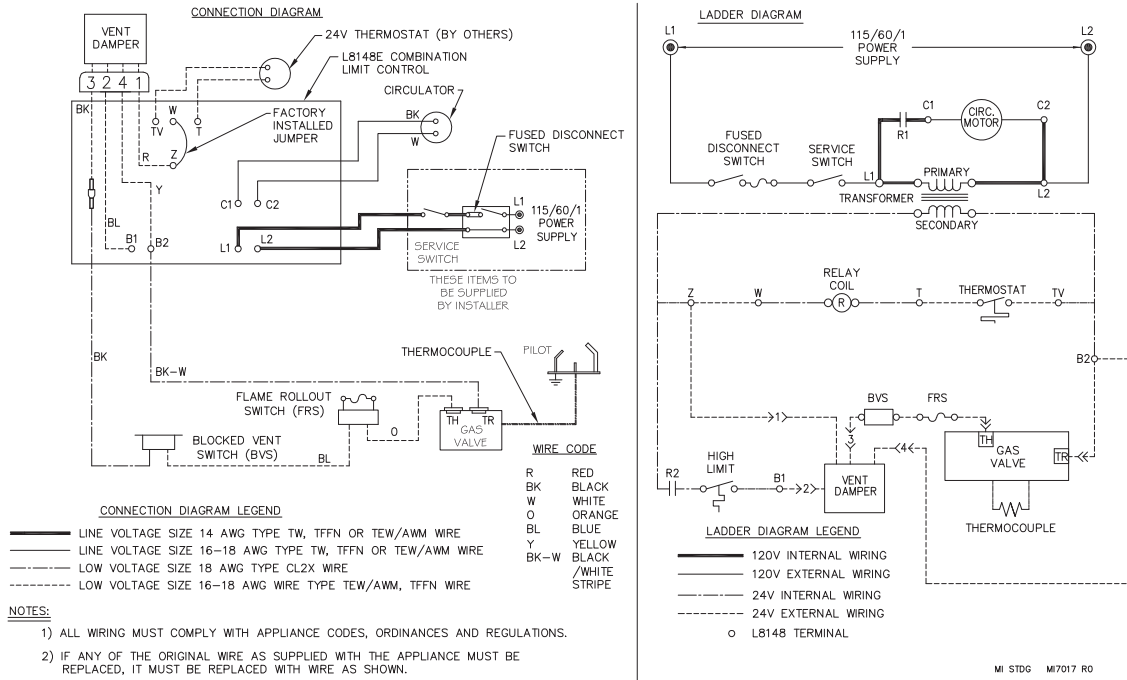 CONNECTION DIAGRAM
VENT
DAMPER
3 2 4 1
24V THERMOSTAT (BY OTHERS)
L8148E COMBINATION
LIMIT CONTROL
CIRCULATOR
BK
TV
W
T
FACTORY
INSTALLED
JUMPER
R
Z
Y
BK
W
FUSED DISCONNECT
SWITCH
BL
C1
C2
B1
B2
L1
L2
L1
115/60/1
POWER
SUPPLY
L2
SERVICE
SWITCH
THESE ITEMS TO
BE SUPPLIED
BY INSTALLER
BK
BK-W
THERMOCOUPLE
PILOT
FLAME ROLLOUT
SWITCH (FRS)
TH
TR
GAS
VALVE
O
BLOCKED VENT
SWITCH (BVS)
BL
WIRE CODE
R RED
BK BLACK
W WHITE
O ORANGE
BL BLUE
Y YELLOW
BK-W BLACK
/WHITE
STRIPE
CONNECTION DIAGRAM LEGEND
LINE VOLTAGE SIZE 14 AWG TYPE TW, TFFN OR TEW/AWM WIRE
LINE VOLTAGE SIZE 16-18 AWG TYPE TW, TFFN OR TEW/AWM WIRE
LOW VOLTAGE SIZE 18 AWG TYPE CL2X WIRE
LOW VOLTAGE SIZE 16-18 AWG WIRE TYPE TEW/AWM, TFFN WIRE
NOTES:
1) ALL WIRING MUST COMPLY WITH APPLIANCE CODES, ORDINANCES AND REGULATIONS.
2) IF ANY OF THE ORIGINAL WIRE AS SUPPLIED WITH THE APPLIANCE MUST BE
REPLACED, IT MUST BE REPLACED WITH WIRE AS SHOWN.
LADDER DIAGRAM
L1
L2
115/60/1
POWER
SUPPLY
C1
C2
R1
CIRC.
MOTOR
FUSED
DISCONNECT
SWITCH
SERVICE
SWITCH
L1
PRIMARY
L2
TRANSFORMER
SECONDARY
RELAY
COIL
Z
W
R
T
THERMOSTAT
TV
B2
BVS
FRS
1
3
4
TH
GAS
VALVE
TR
HIGH
LIMIT
R2
B1
2
VENT
DAMPER
THERMOCOUPLE
LADDER DIAGRAM LEGEND
120V INTERNAL WIRING
120V EXTERNAL WIRING
24V INTERNAL WIRING
24V EXTERNAL WIRING
L8148 TERMINAL
MI STDG MI7017 R0